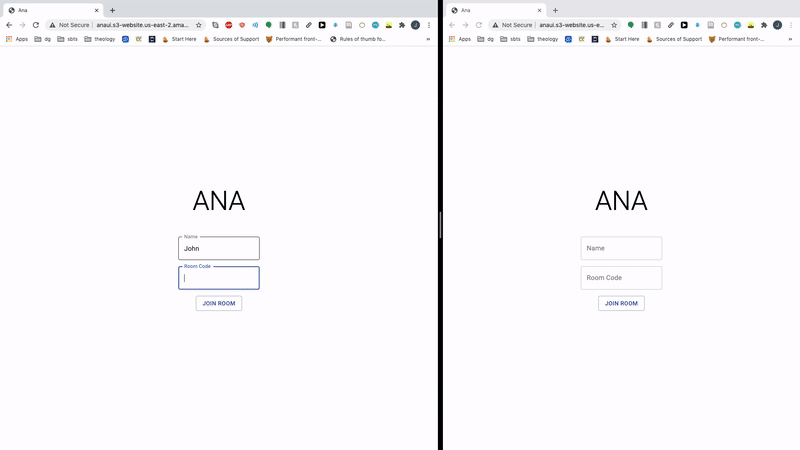 Ana
Not Secure | anaui.s3-website.us-east-2.ama...
Apps dg sbts theology Start Here Sources of Support Performant front-... Rules of thumb fo... »
ANA
Name
John
Room Code
JOIN ROOM
Ana
Not Secure | anaui.s3-website.us-e...
Apps dg sbts theology Start Here Sources of Support Performant front-... »
ANA
Name
Room Code
JOIN ROOM